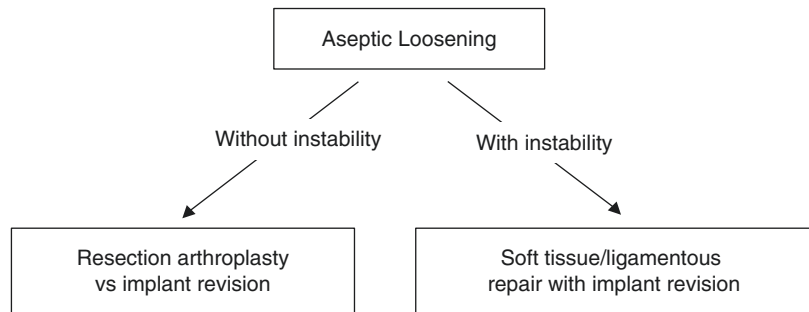 Aseptic Loosening
Without instability
With instability
Resection arthroplasty
vs implant revision
Soft tissue/ligamentous
repair with implant revision